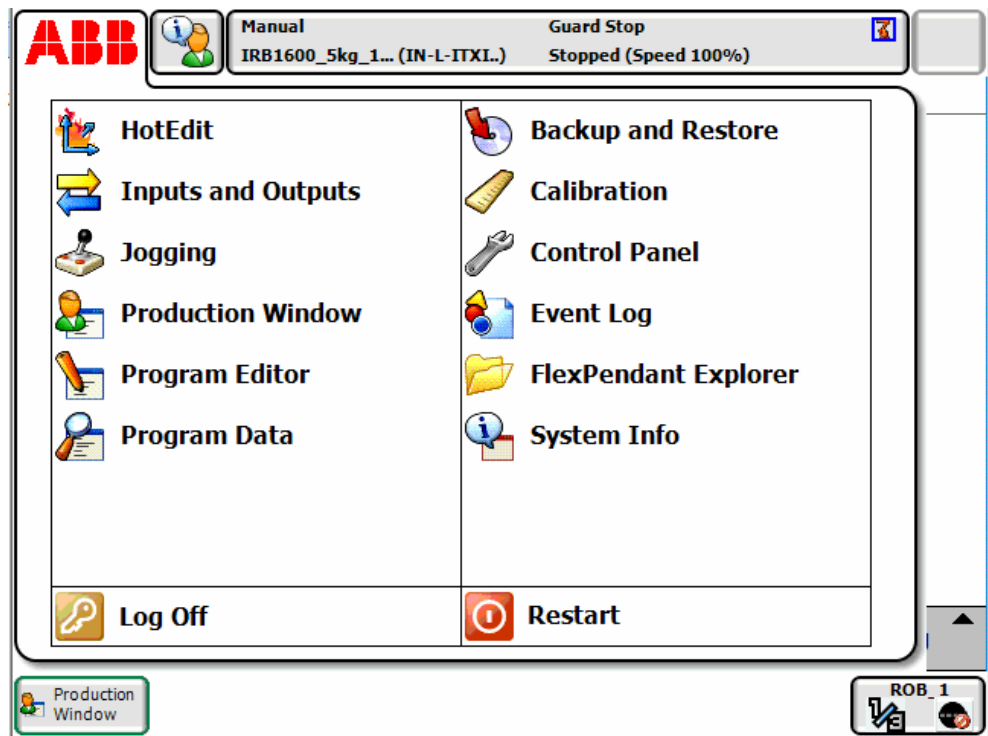 ABB
Manual
Guard Stop
IRB1600_5kg_1... (IN-L-ITXI..)
Stopped (Speed 100%)
HotEdit
Backup and Restore
Inputs and Outputs
Calibration
Jogging
Control Panel
Production Window
Event Log
Program Editor
FlexPendant Explorer
Program Data
System Info
Log Off
Restart
Production
Window
ROB_1
1/3